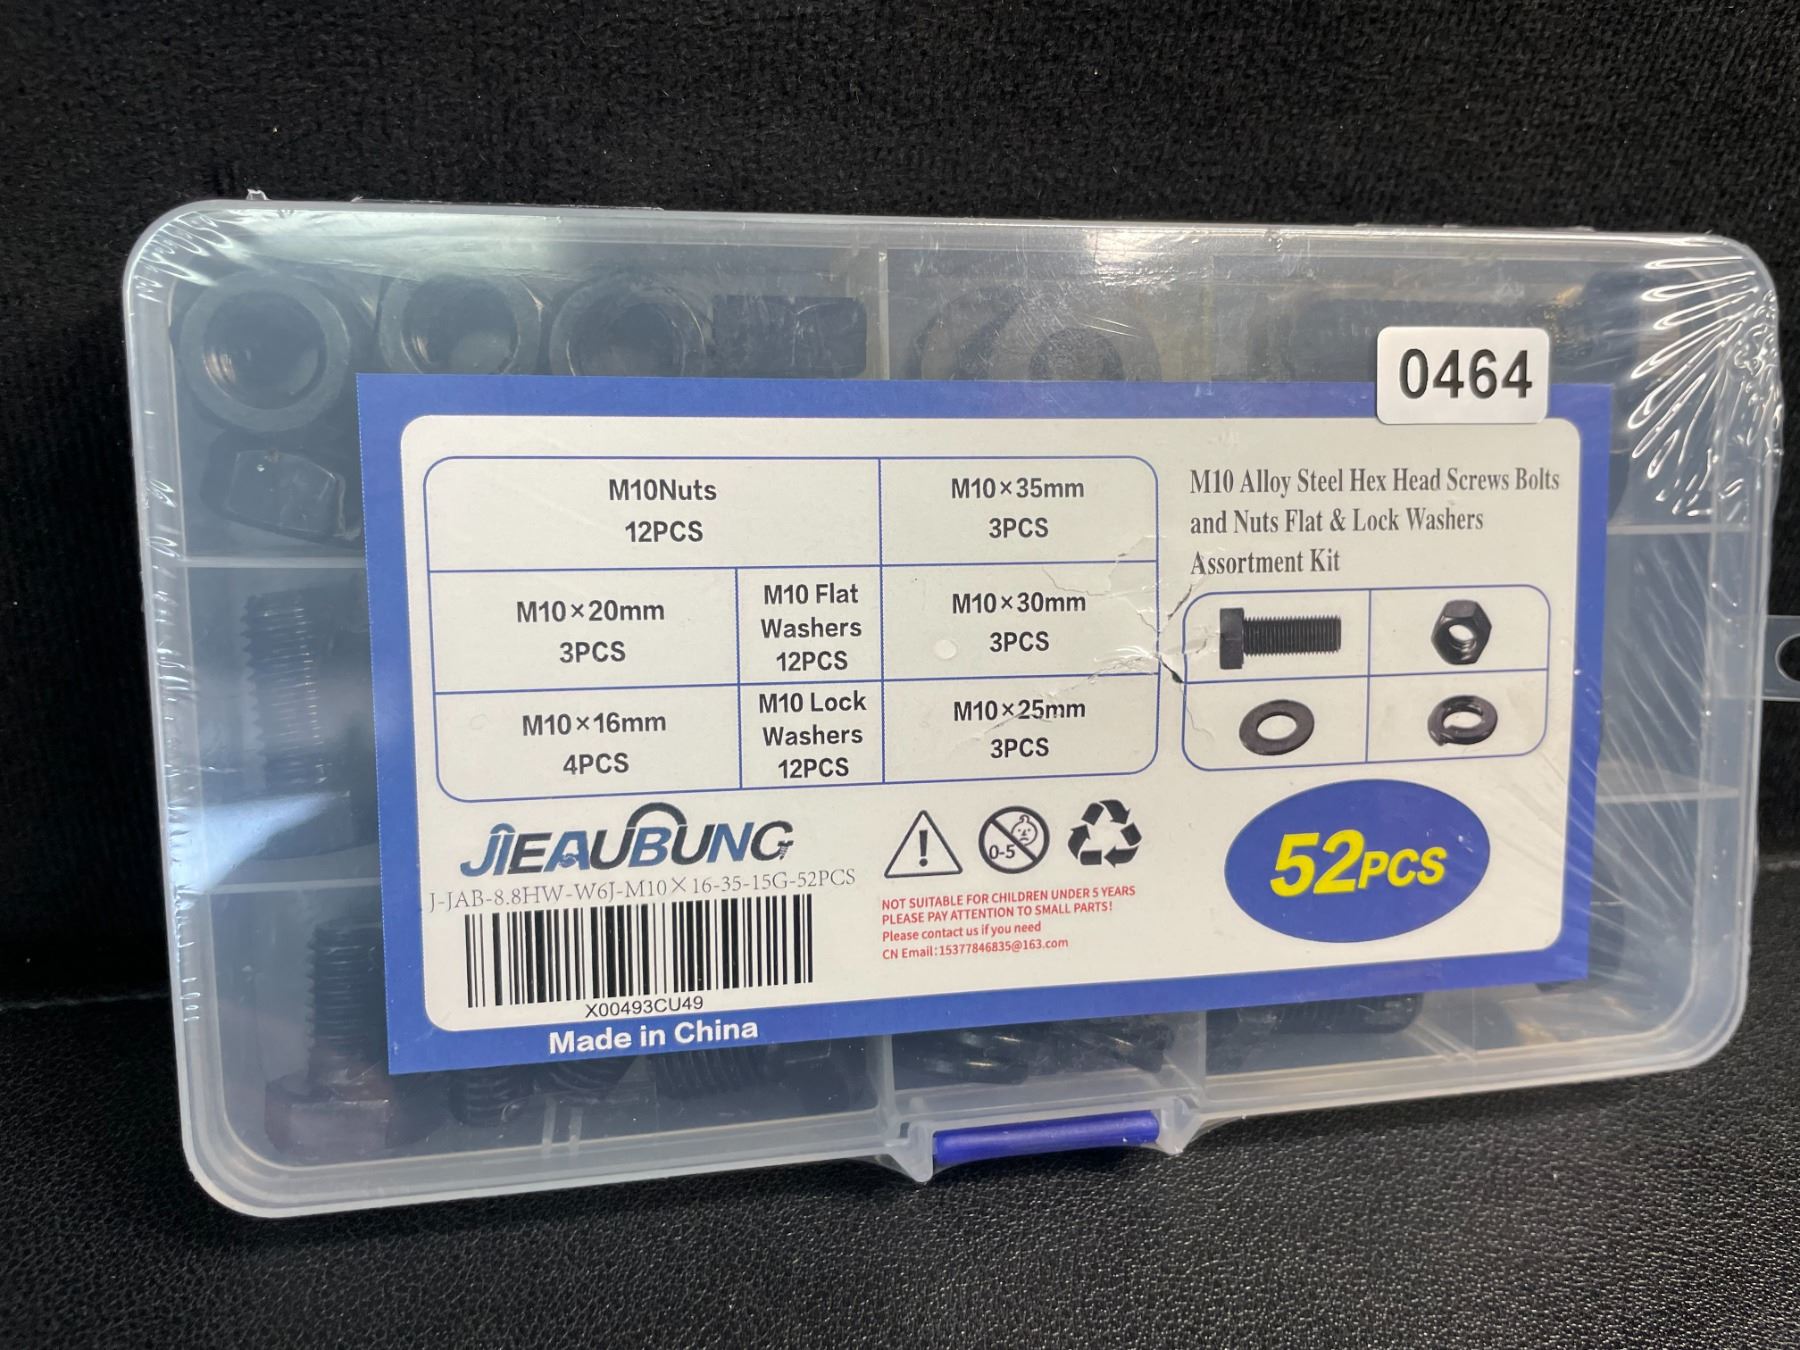 0464
M10Nuts
12PCS
M10×35mm
3PCS
M10×20mm
3PCS
M10 Flat
Washers
12PCS
M10×30mm
3PCS
M10×16mm
4PCS
M10 Lock
Washers
12PCS
M10×25mm
3PCS
M10 Alloy Steel Hex Head Screws Bolts
and Nuts Flat & Lock Washers
Assortment Kit
JIEAUBUNG
J-JAB-8.8HW-W6J-M10×16-35-15G-52PCS
X00493CU49
Made in China
0-5
NOT SUITABLE FOR CHILDREN UNDER 5 YEARS
PLEASE PAY ATTENTION TO SMALL PARTS!
Please contact us if you need
CN Email:15377846835@163.com
52PCS